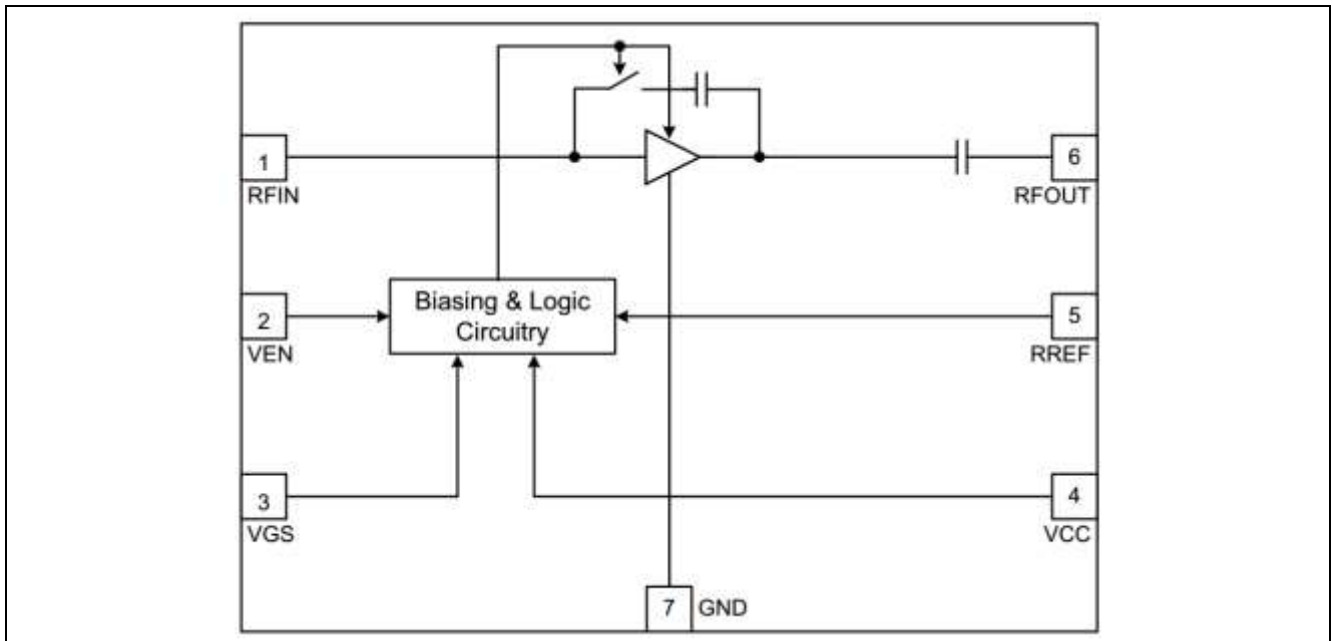 1
RFIN
6
RFOUT
Biasing & Logic
Circuitry
2
VEN
5
RREF
3
VGS
4
VCC
7
GND